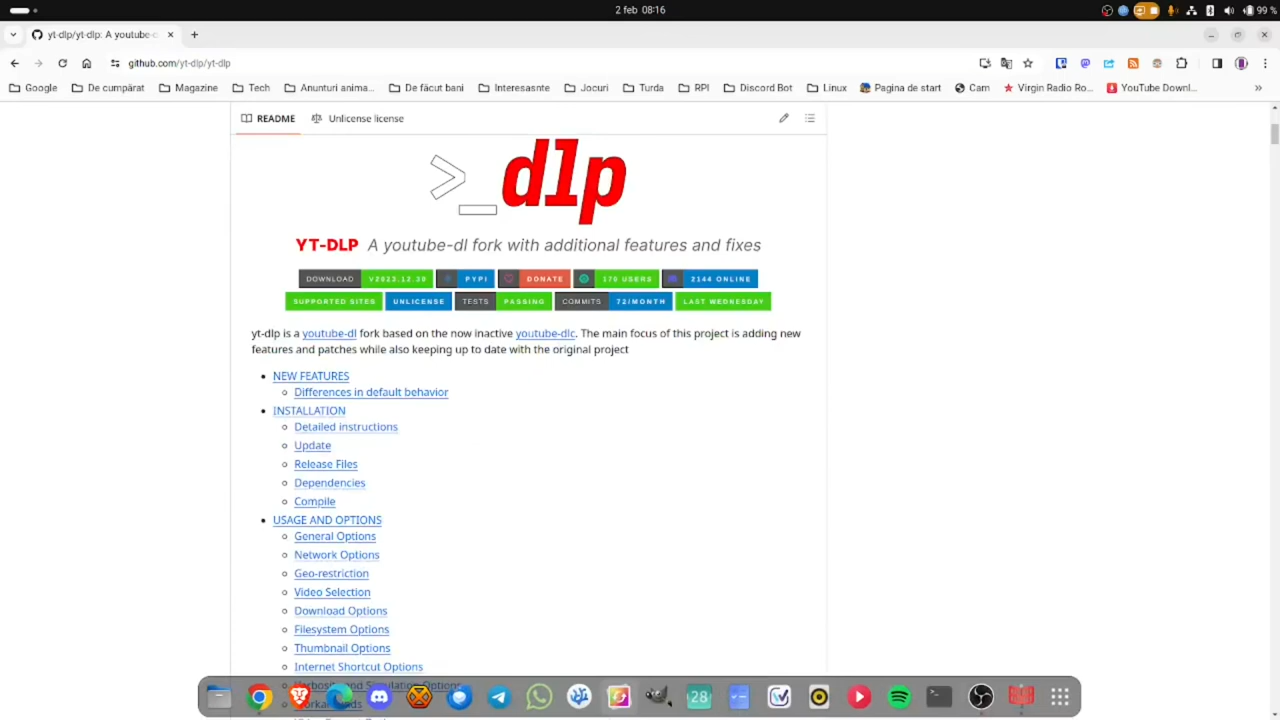 2 feb 08:16
99 %
yt-dlp/yt-dlp: A youtube-
github.com/yt-dlp/yt-dlp
Google De cumpărat Magazine Tech Anunturi anima... De făcut bani Interesasnte Jocuri Turda RPI Discord Bot Linux Pagina de start Cam Virgin Radio Ro... YouTube Downl...
README Unlicense license
>_dlp
YT-DLP A youtube-dl fork with additional features and fixes
DOWNLOAD V2023.12.30 PYPI DONATE 170 USERS 2144 ONLINE
SUPPORTED SITES UNLICENSE TESTS PASSING COMMITS 72/MONTH LAST WEDNESDAY
yt-dlp is a youtube-dl fork based on the now inactive youtube-dlc. The main focus of this project is adding new
features and patches while also keeping up to date with the original project
NEW FEATURES
Differences in default behavior
INSTALLATION
Detailed instructions
Update
Release Files
Dependencies
Compile
USAGE AND OPTIONS
General Options
Network Options
Geo-restriction
Video Selection
Download Options
Filesystem Options
Thumbnail Options
Internet Shortcut Options
28